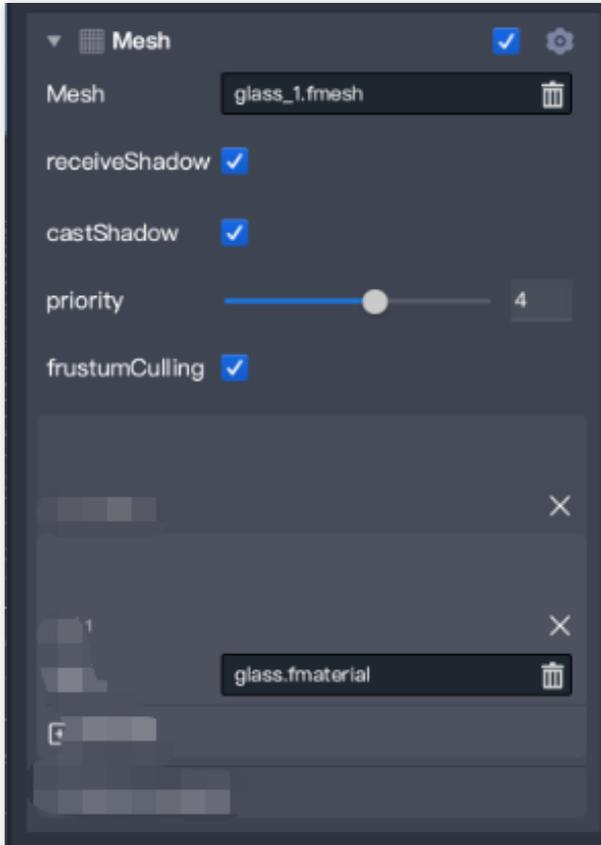 Mesh
Mesh glass_1.fmesh
receiveShadow
castShadow
priority 4
frustumCulling
1
glass.fmaterial